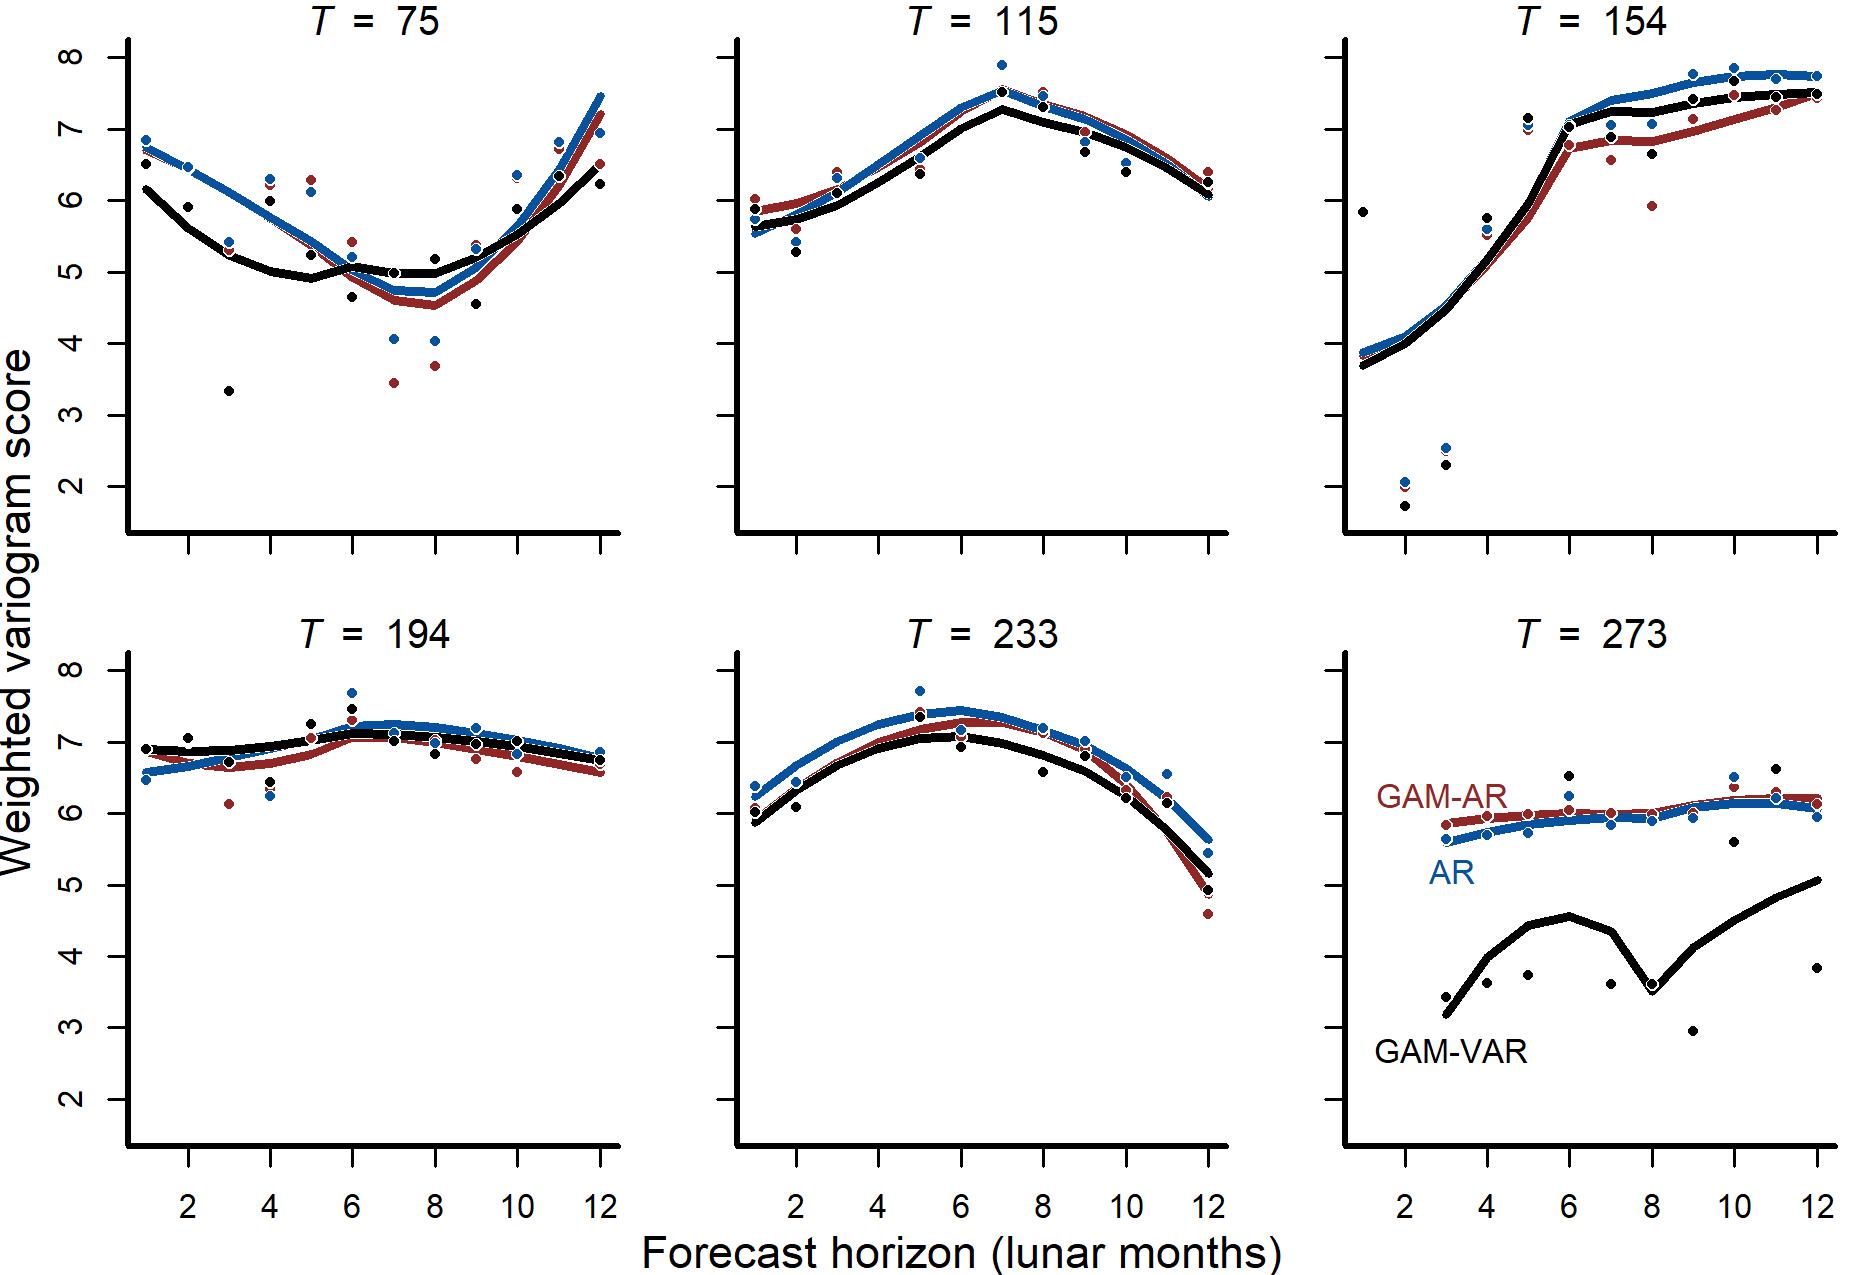 T = 75
T = 115
T = 154
8
7
6
5
4
3
2
Weighted variogram score
T = 194
T = 233
T = 273
8
7
6
5
4
3
2
GAM-AR
AR
GAM-VAR
2 4 6 8 10 12
2 4 6 8 10 12
2 4 6 8 10 12
Forecast horizon (lunar months)